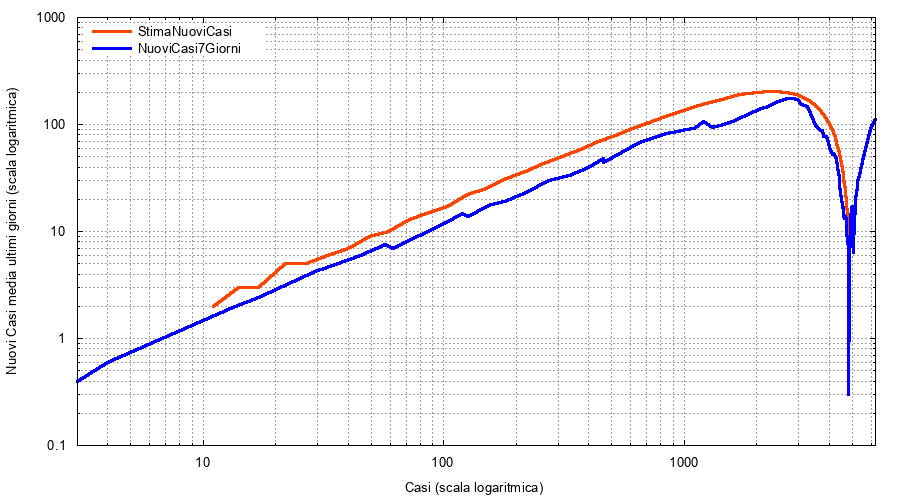 1000
StimaNuoviCasi
NuoviCasi7Giorni
100
10
1
0.1
Nuovi Casi media ultimi giorni (scala logaritmica)
10
100
1000
Casi (scala logaritmica)